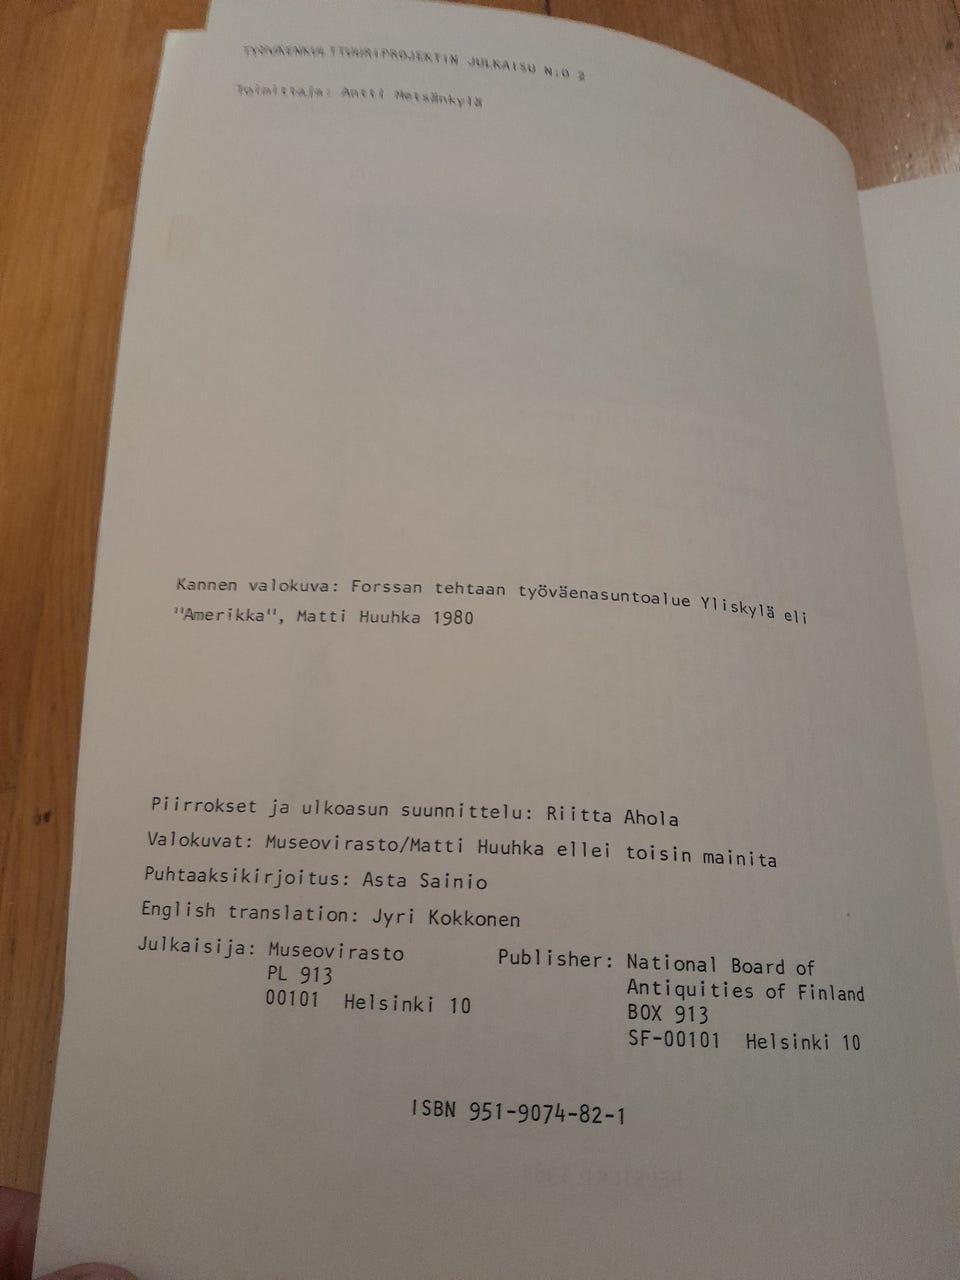 TYÖVÄENKULTTUURIPROJEKTIN JULKAISU N:O 2
Toimittaja: Antti Metsänkylä
Kannen valokuva: Forssan tehtaan työväenasuntoalue Yliskylä eli
"Amerikka", Matti Huuhka 1980
Piirrokset ja ulkoasun suunnittelu: Riitta Ahola
Valokuvat: Museovirasto/Matti Huuhka ellei toisin mainita
Puhtaaksikirjoitus: Asta Sainio
English translation: Jyri Kokkonen
Julkaisija: Museovirasto
PL 913
00101 Helsinki 10
Publisher: National Board of
Antiquities of Finland
BOX 913
SF-00101 Helsinki 10
ISBN 951-9074-82-1